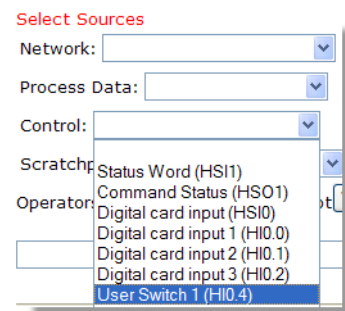 Select Sources
Network:
Process Data:
Control:
Scratchp
Status Word (HSI1)
Command Status (HSO1)
Operators
ot
Digital card input (HSI0)
Digital card input 1 (HI0.0)
Digital card input 2 (HI0.1)
Digital card input 3 (HI0.2)
User Switch 1 (HI0.4)